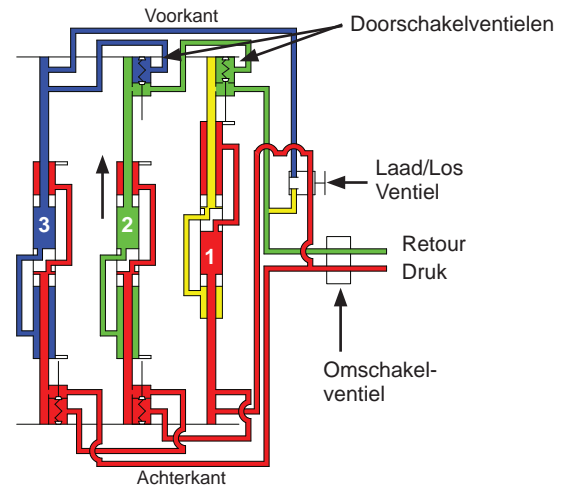 Voorkant
Doorschakelventielen
Laad/Los
Ventiel
3
2
1
Retour
Druk
Omschakel-
ventiel
Achterkant